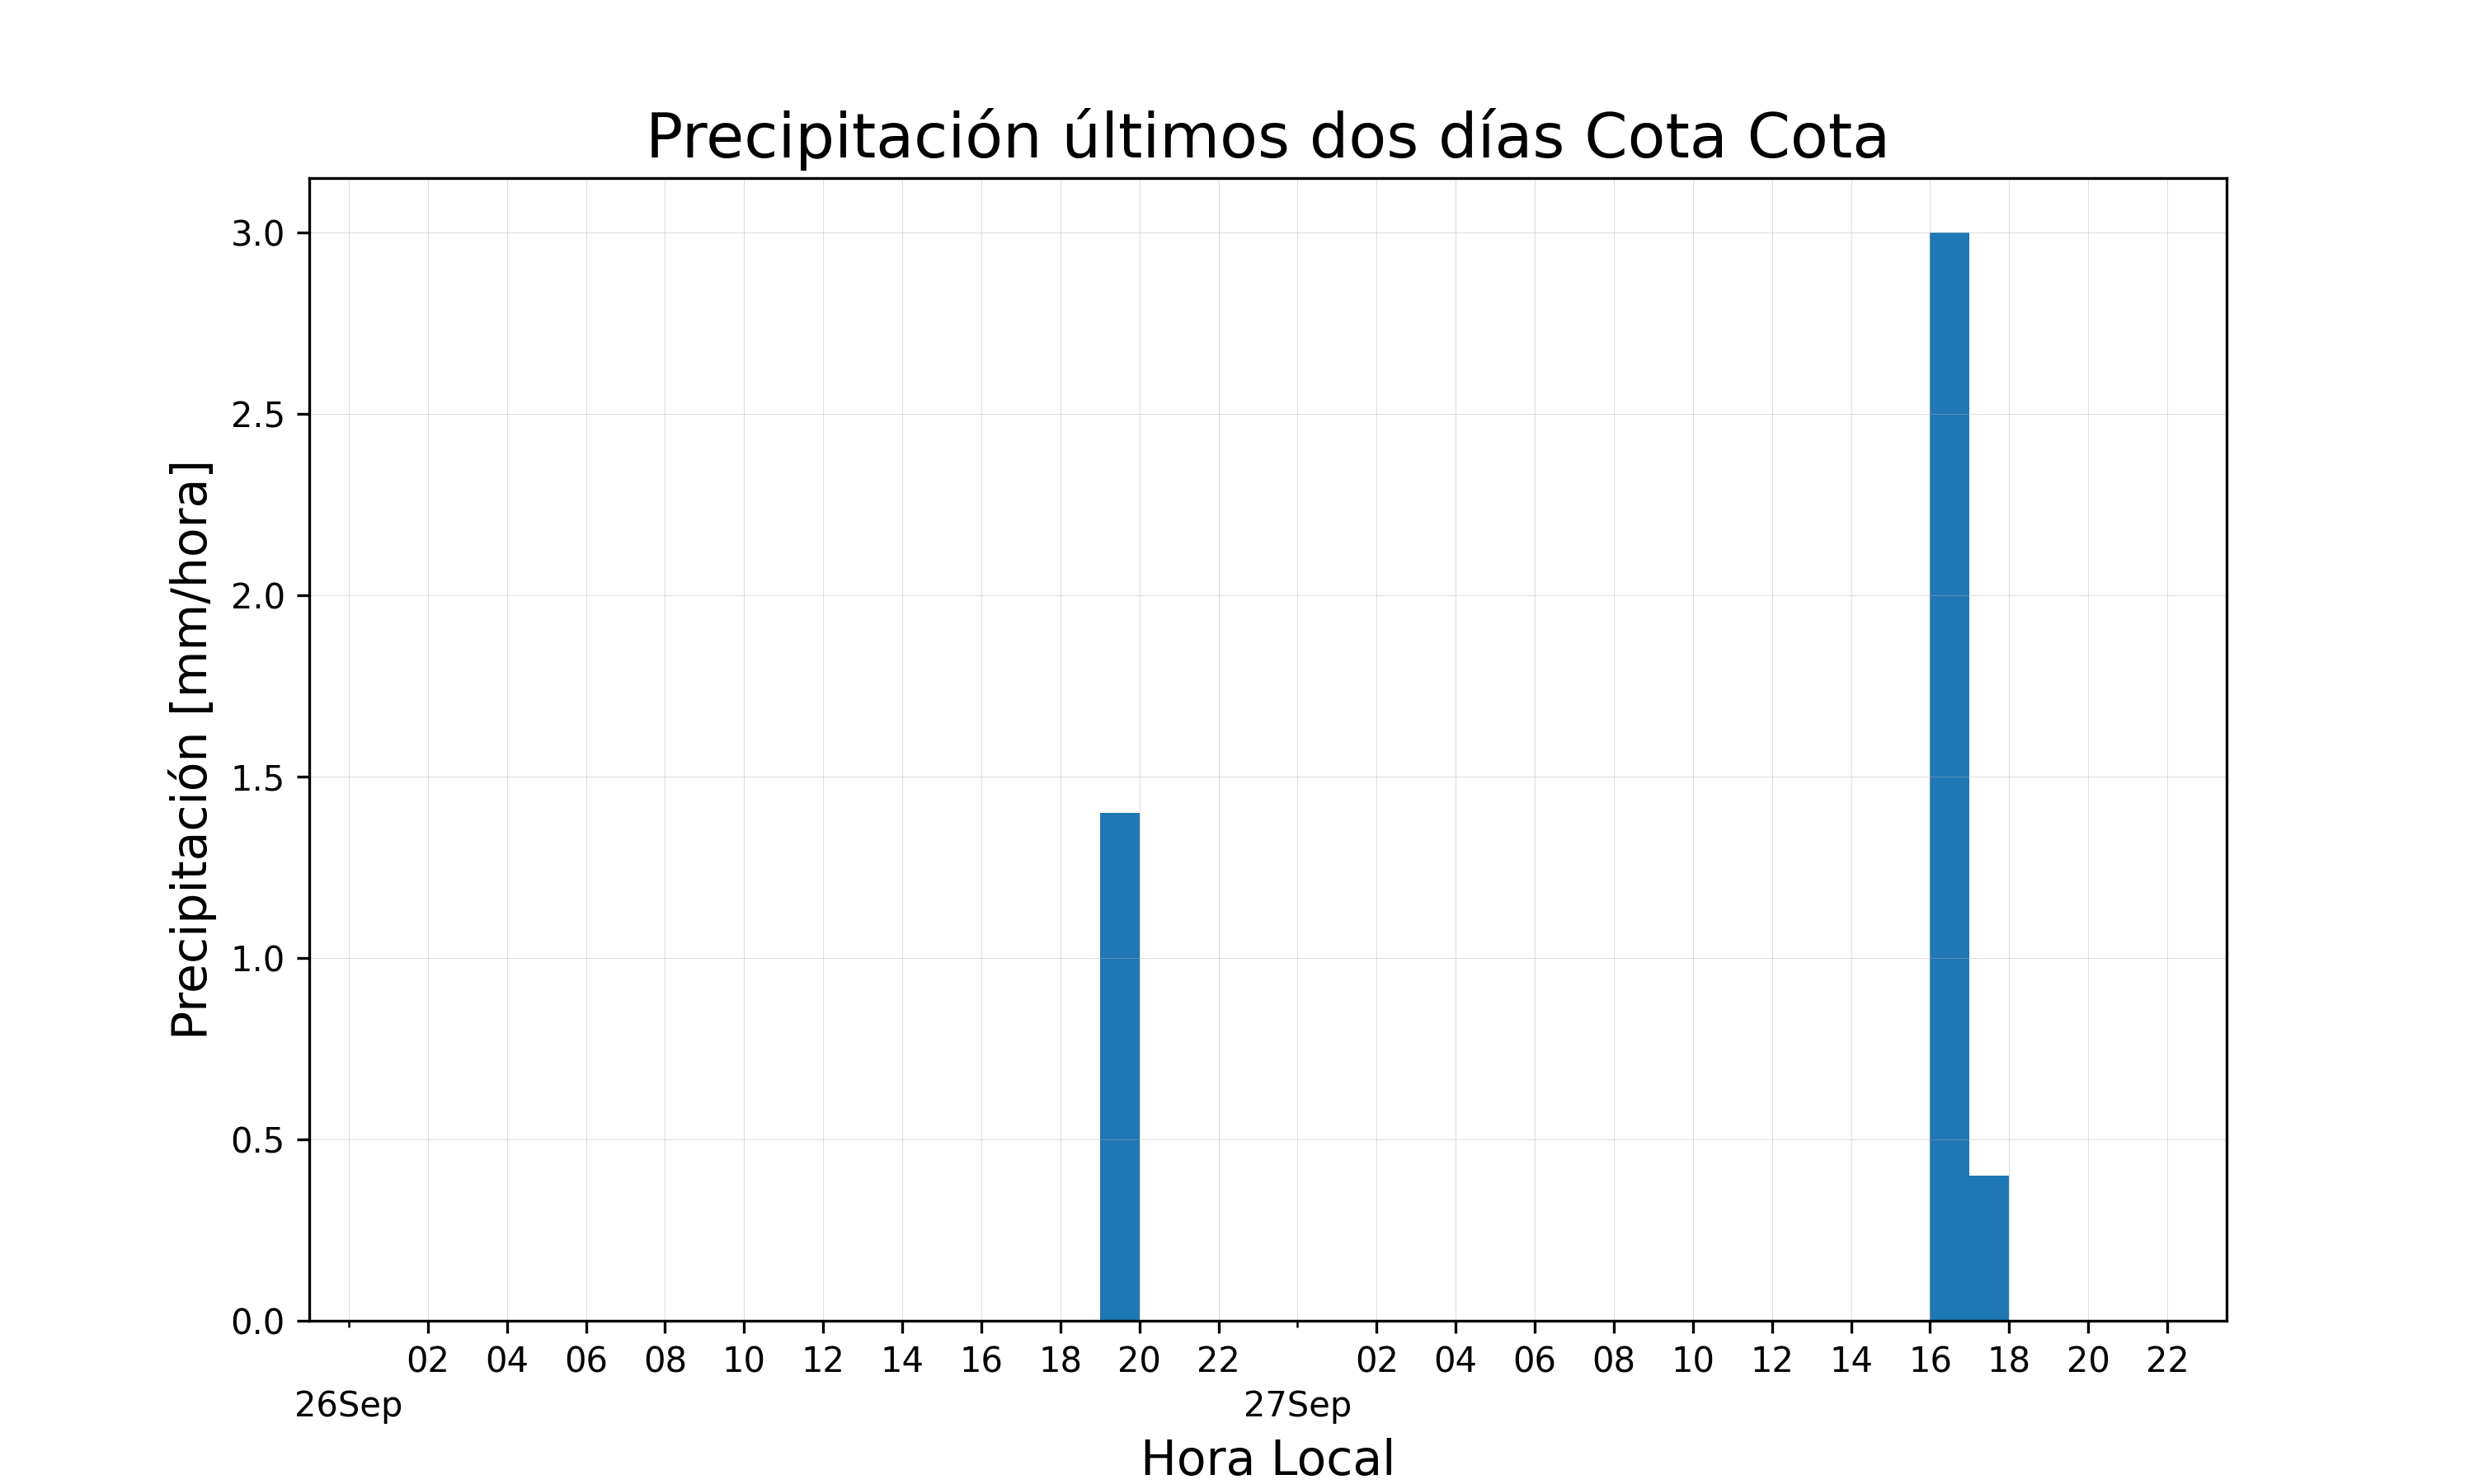 Precipitación últimos dos días Cota Cota
Precipitación [mm/hora]
3.0
2.5
2.0
1.5
1.0
0.5
0.0
02 04 06 08 10 12 14 16 18 20 22 02 04 06 08 10 12 14 16 18 20 22
26Sep 27Sep
Hora Local